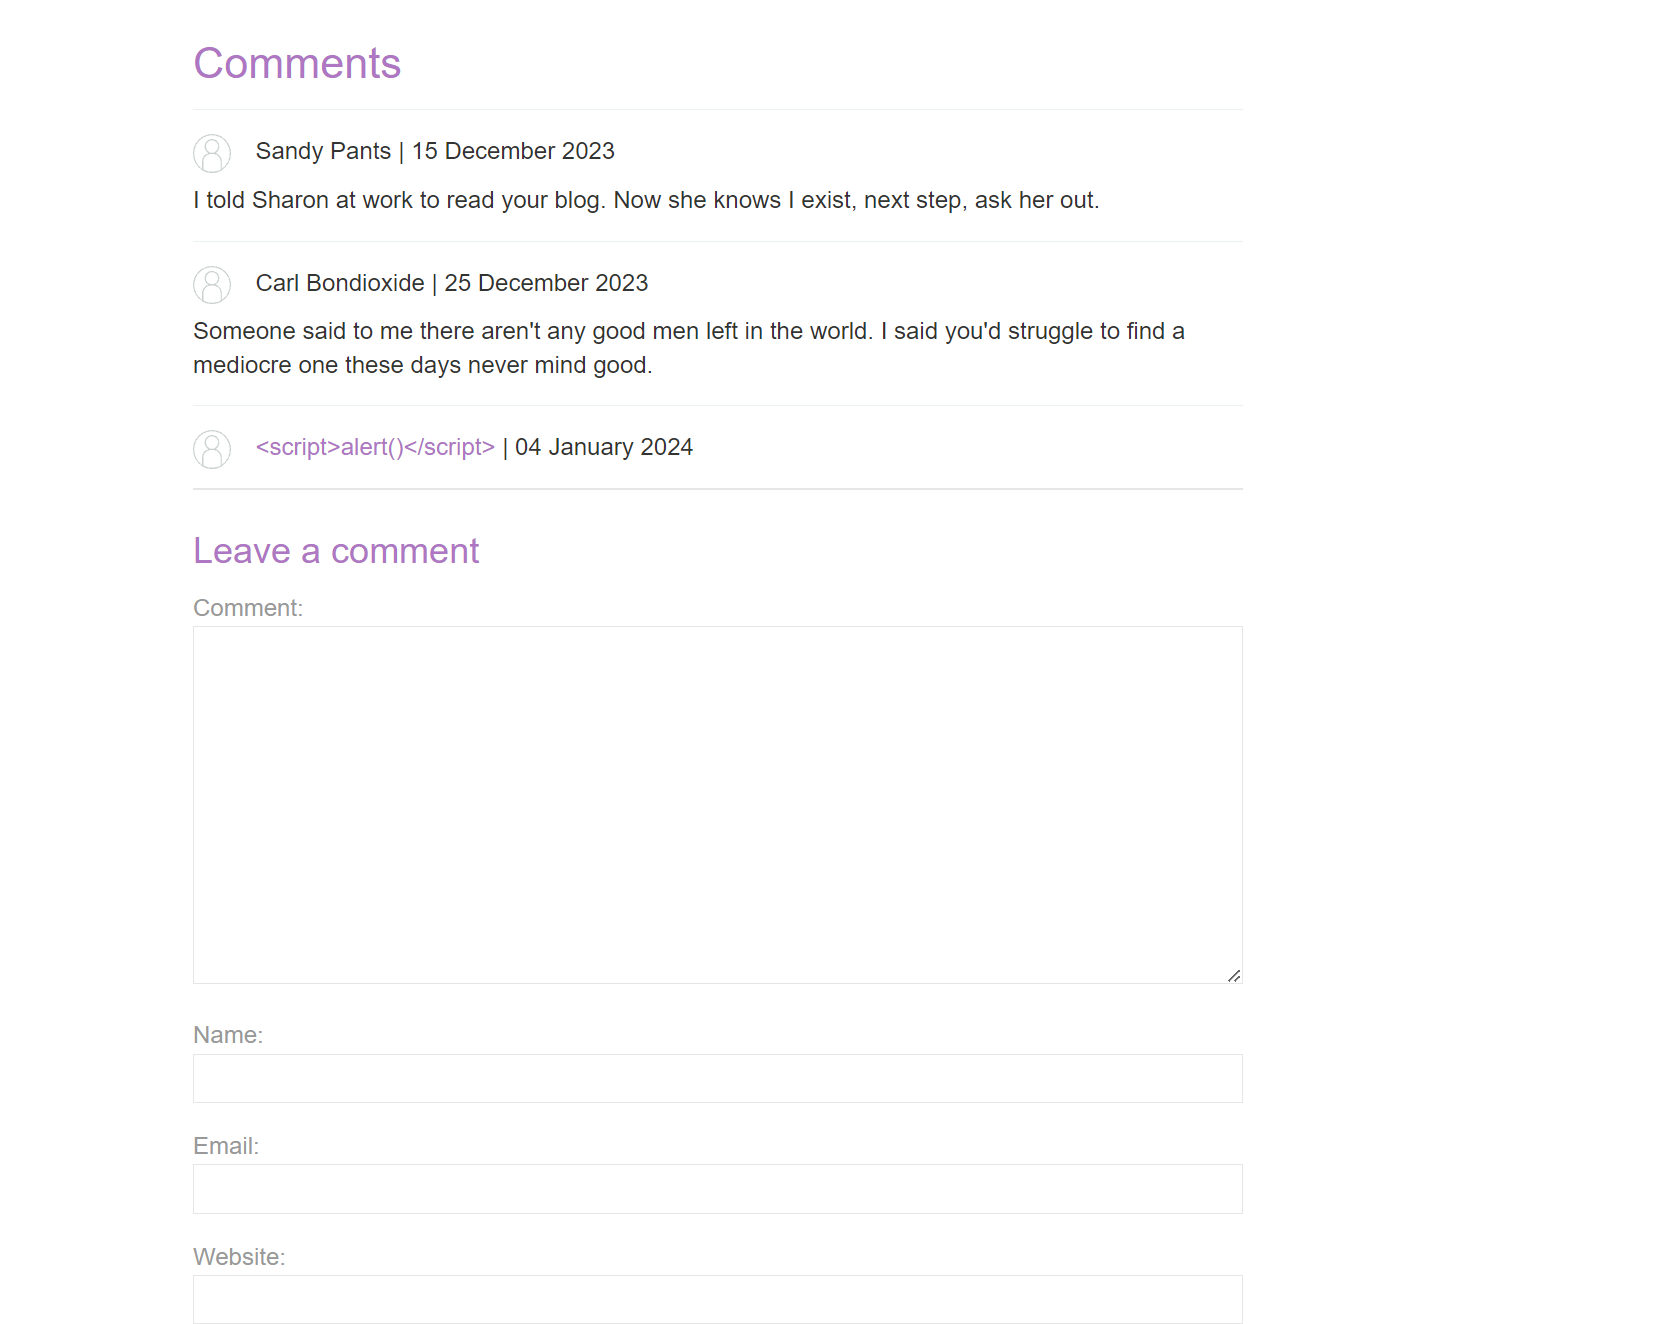 Comments
Sandy Pants | 15 December 2023
I told Sharon at work to read your blog. Now she knows I exist, next step, ask her out.
Carl Bondioxide | 25 December 2023
Someone said to me there aren't any good men left in the world. I said you'd struggle to find a
mediocre one these days never mind good.
<script>alert()</script> | 04 January 2024
Leave a comment
Comment:
Name:
Email:
Website: